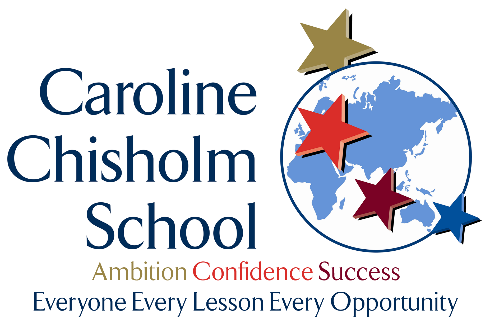 Caroline
Chisholm
School
Ambition Confidence Success
Everyone Every Lesson Every Opportunity